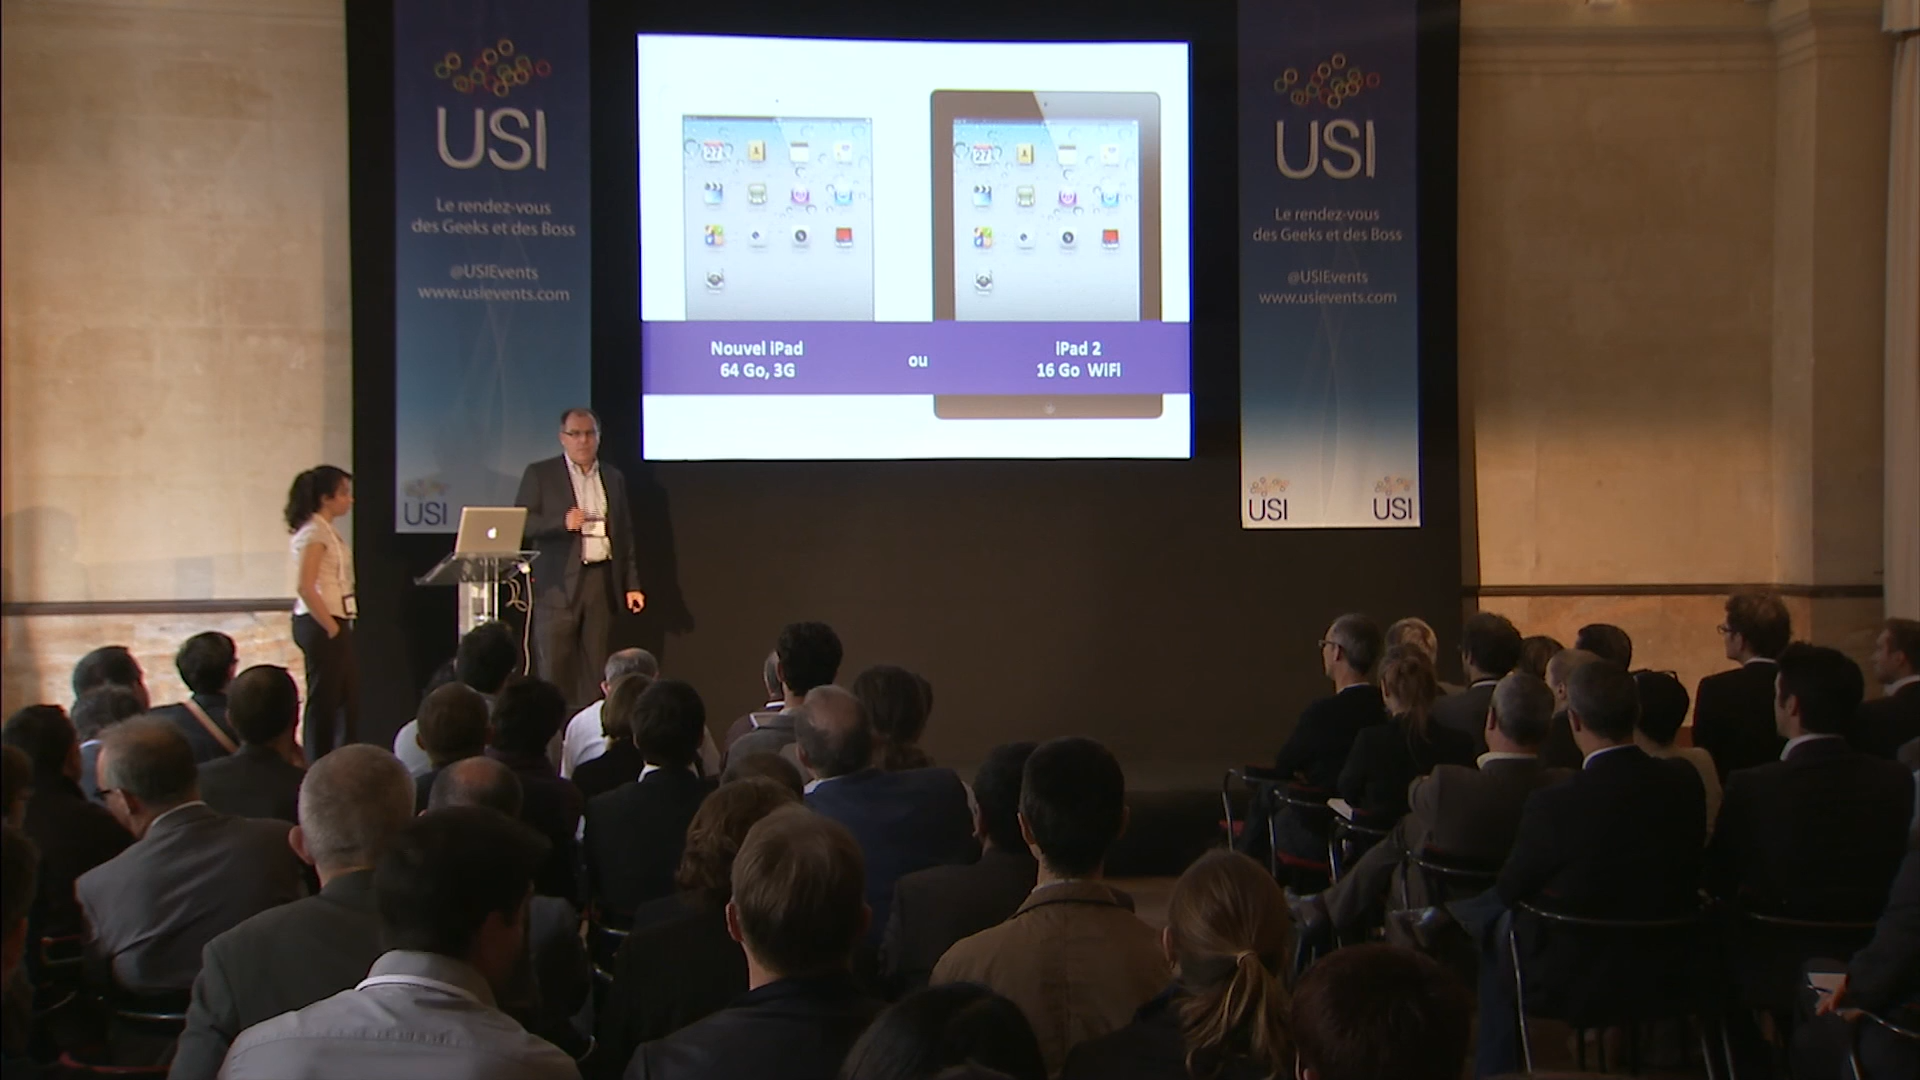 USI
Le rendez-vous
des Geeks et des Boss
@USIEvents
www.usievents.com
USI
27
27
Nouvel iPad
64 Go, 3G
ou
iPad 2
16 Go WiFi
USI
Le rendez-vous
des Geeks et des Boss
@USIEvents
www.usievents.com
USI
USI